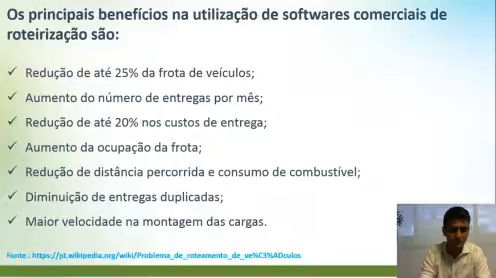 Os principais benefícios na utilização de softwares comerciais de
roteirização são:
✓ Redução de até 25% da frota de veículos;
✓ Aumento do número de entregas por mês;
✓ Redução de até 20% nos custos de entrega;
✓ Aumento da ocupação da frota;
✓ Redução de distância percorrida e consumo de combustível;
✓ Diminuição de entregas duplicadas;
✓ Maior velocidade na montagem das cargas.
Fonte : https://pt.wikipedia.org/wiki/Problema_de_roteamento_de_ve%C3%ADculos